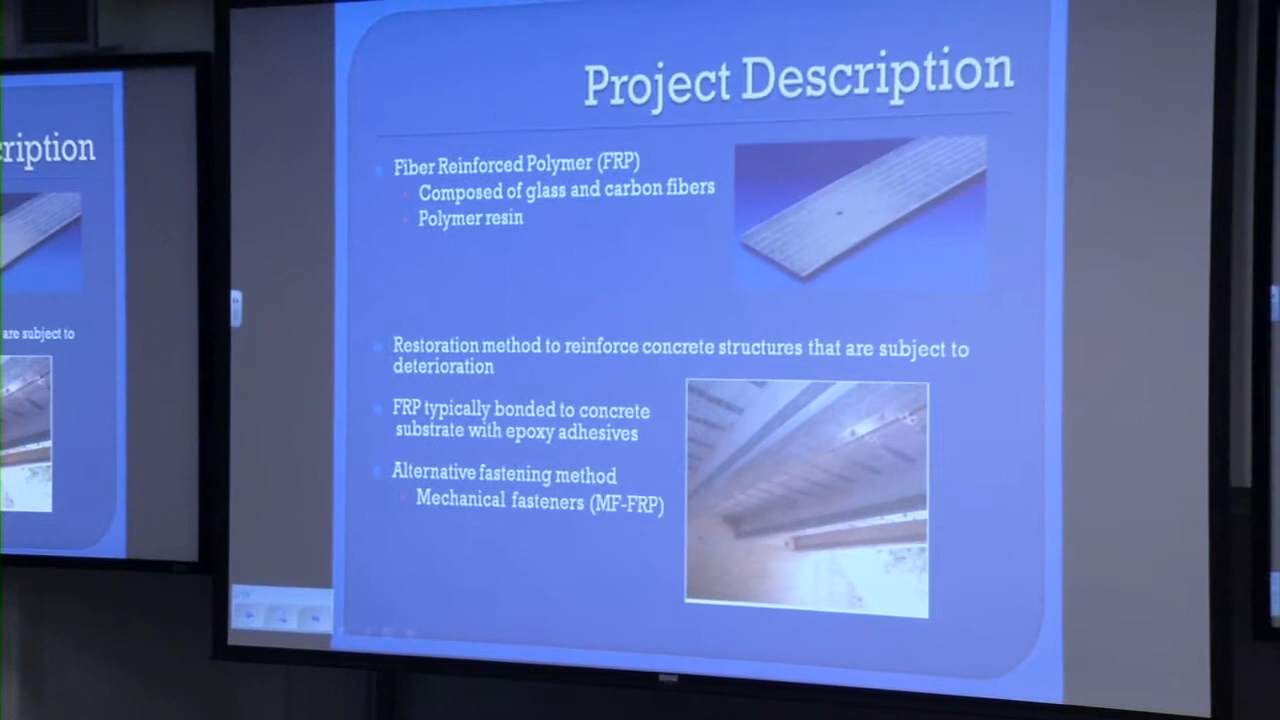 Project Description
Fiber Reinforced Polymer (FRP)
Composed of glass and carbon fibers
Polymer resin
Restoration method to reinforce concrete structures that are subject to
deterioration
FRP typically bonded to concrete
substrate with epoxy adhesives
Alternative fastening method
Mechanical fasteners (MF-FRP)
cription
are subject to